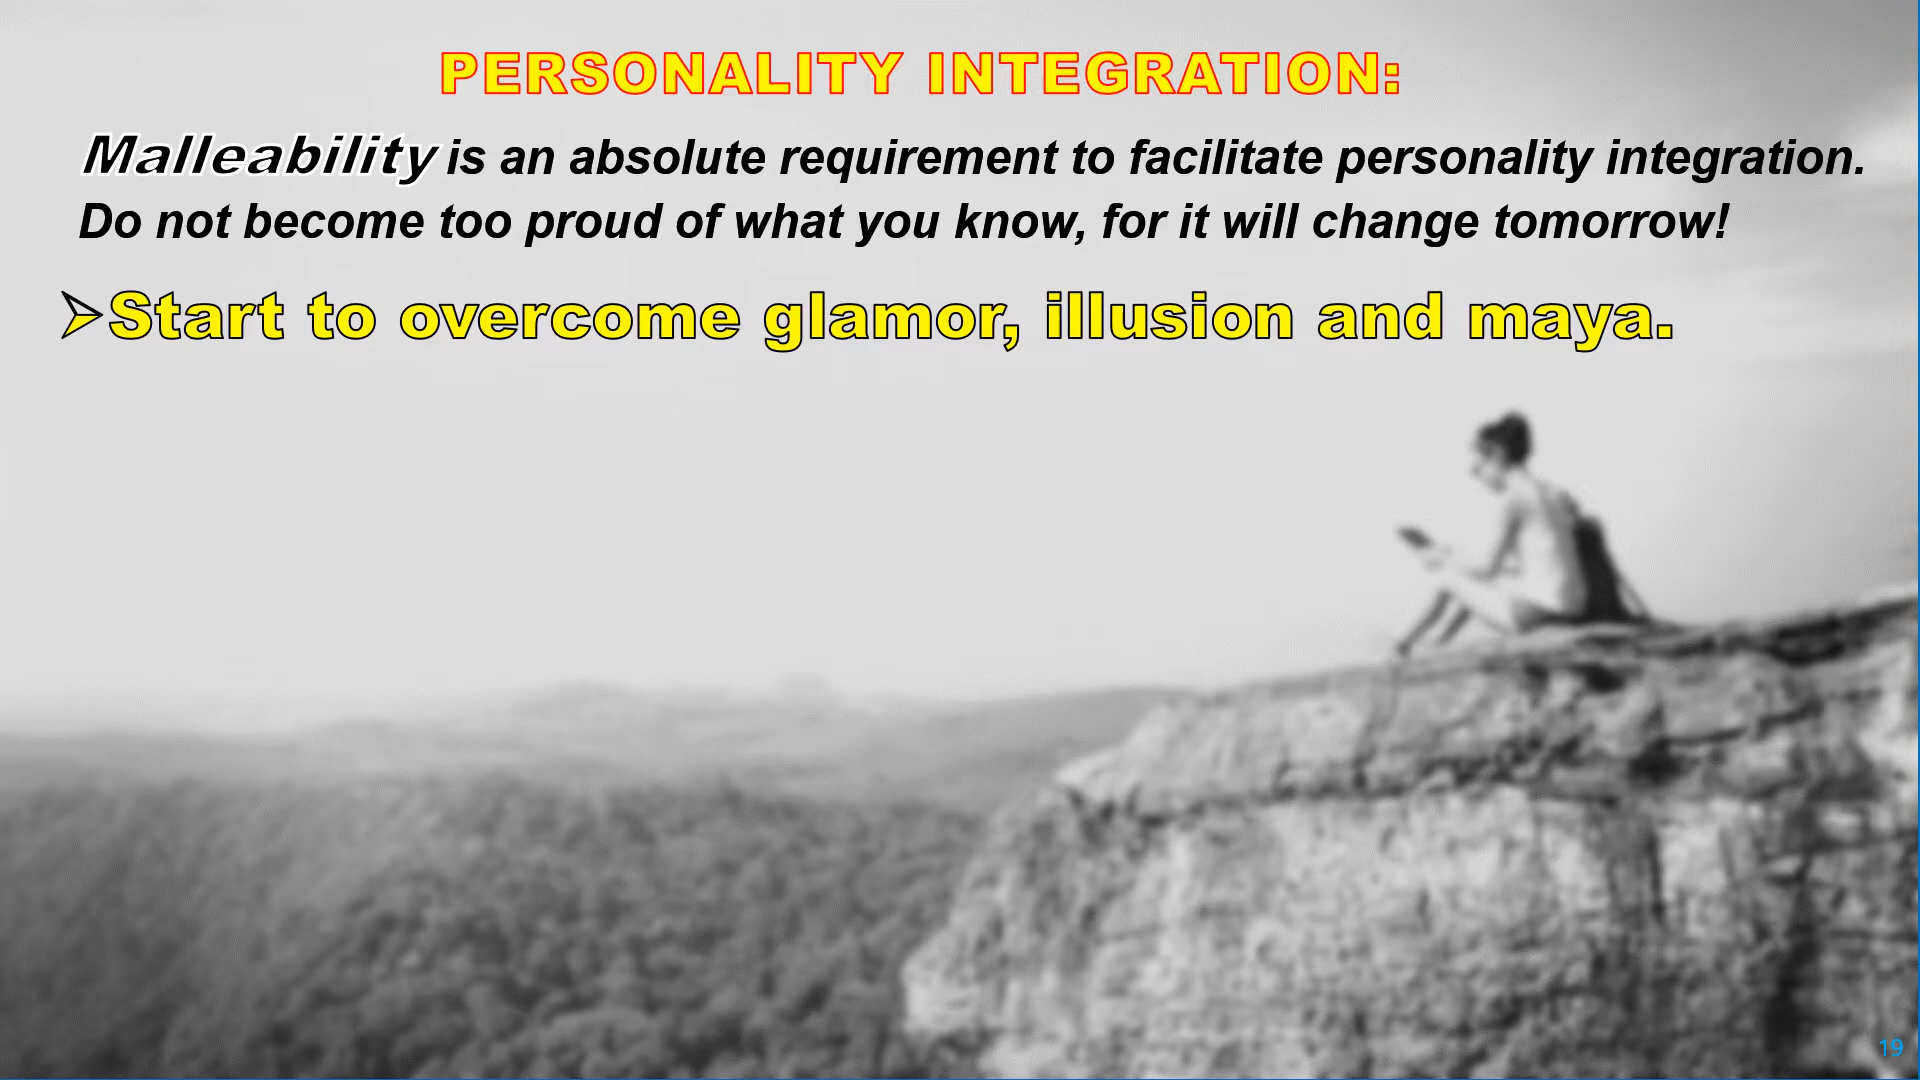 PERSONALITY INTEGRATION:
Malleability is an absolute requirement to facilitate personality integration.
Do not become too proud of what you know, for it will change tomorrow!
➢Start to overcome glamor, illusion and maya.
19